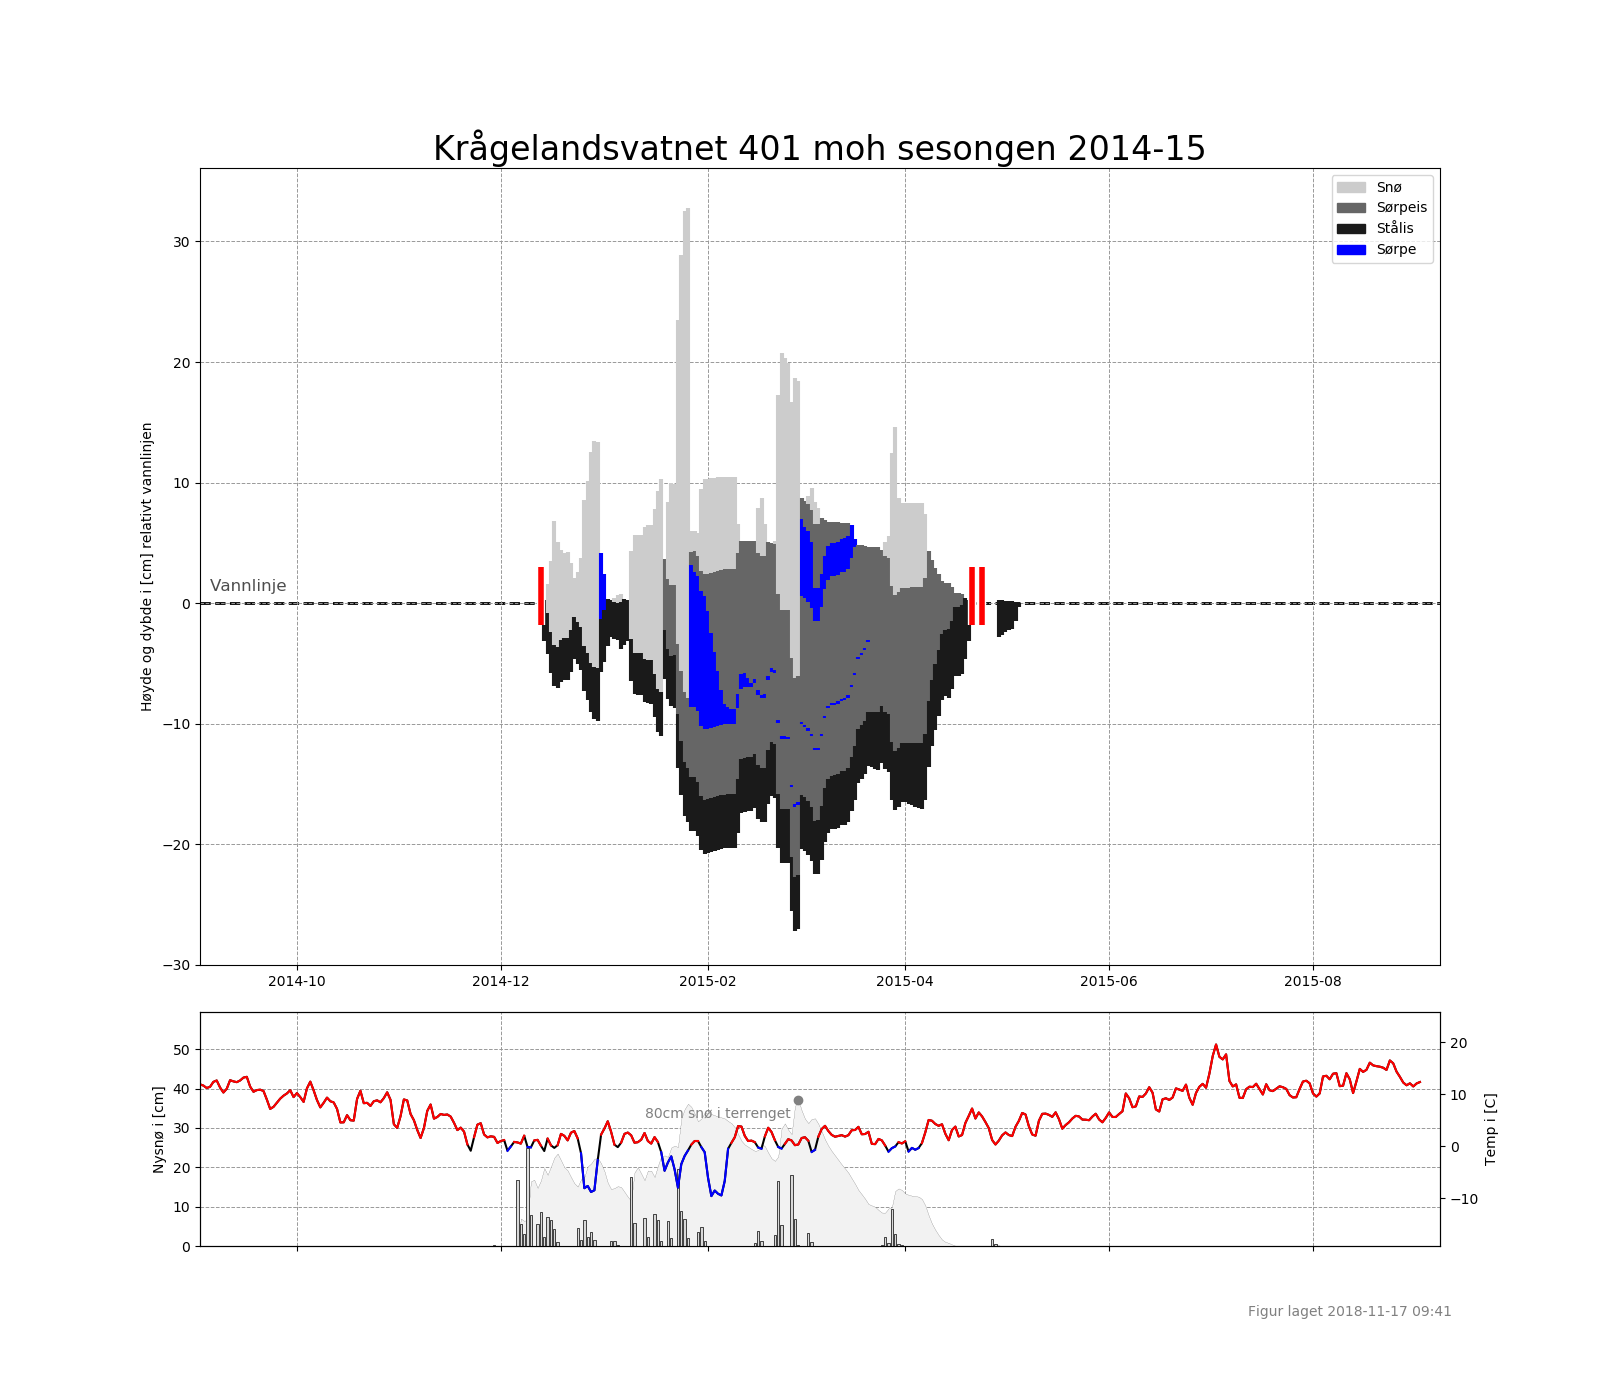 Krågelandsvatnet 401 moh sesongen 2014-15
Snø
Sørpeis
Stålis
Sørpe
Høyde og dybde i [cm] relativt vannlinjen
30
20
10
0
−10
−20
−30
Vannlinje
2014-10
2014-12
2015-02
2015-04
2015-06
2015-08
Nysnø i [cm]
50
40
30
20
10
0
80cm snø i terrenget
20
10
0
−10
Temp i [C]
Figur laget 2018-11-17 09:41